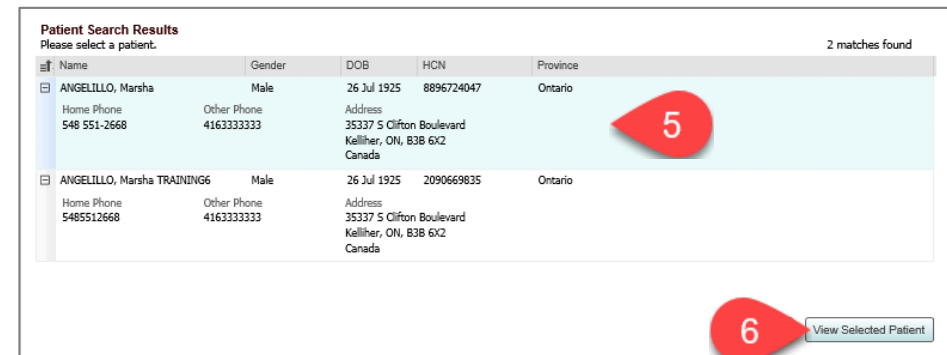 Patient Search Results
Please select a patient. 2 matches found
Name Gender DOB HCN Province
ANGELILLO, Marsha Male 26 Jul 1925 8896724047 Ontario
Home Phone Other Phone Address
548 551-2668 4163333333 35337 S Clifton Boulevard
Kelliher, ON, B3B 6X2
Canada
5
ANGELILLO, Marsha TRAINING6 Male 26 Jul 1925 2090669835 Ontario
Home Phone Other Phone Address
5485512668 4163333333 35337 S Clifton Boulevard
Kelliher, ON, B3B 6X2
Canada
6 View Selected Patient